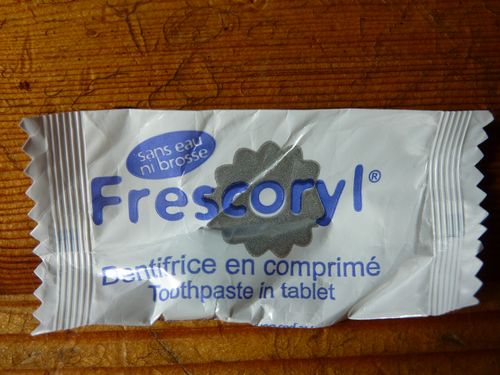 sans eau
ni brosse
Frescoryl®
Dentifrice en comprimé
Toothpaste in tablet